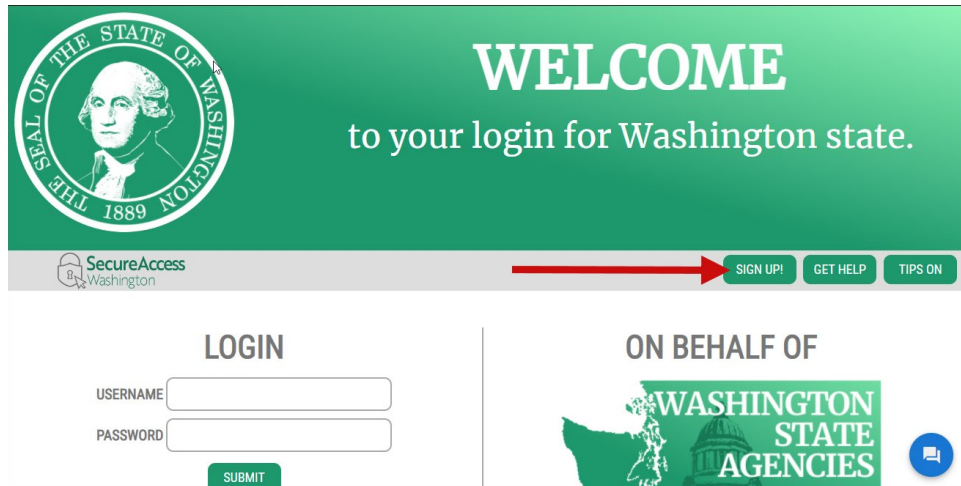 THE SEAL OF THE STATE OF WASHINGTON
1889
WELCOME
to your login for Washington state.
SecureAccess
Washington
SIGN UP!
GET HELP
TIPS ON
LOGIN
USERNAME
PASSWORD
SUBMIT
ON BEHALF OF
WASHINGTON
STATE
AGENCIES